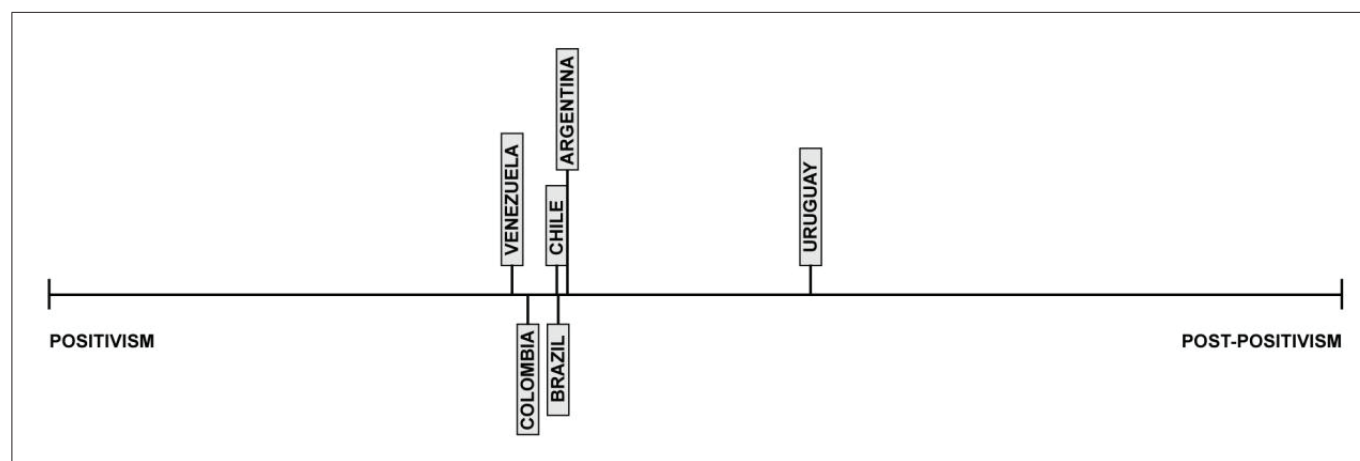 ARGENTINA
VENEZUELA
CHILE
URUGUAY
POSITIVISM
POST-POSITIVISM
COLOMBIA
BRAZIL